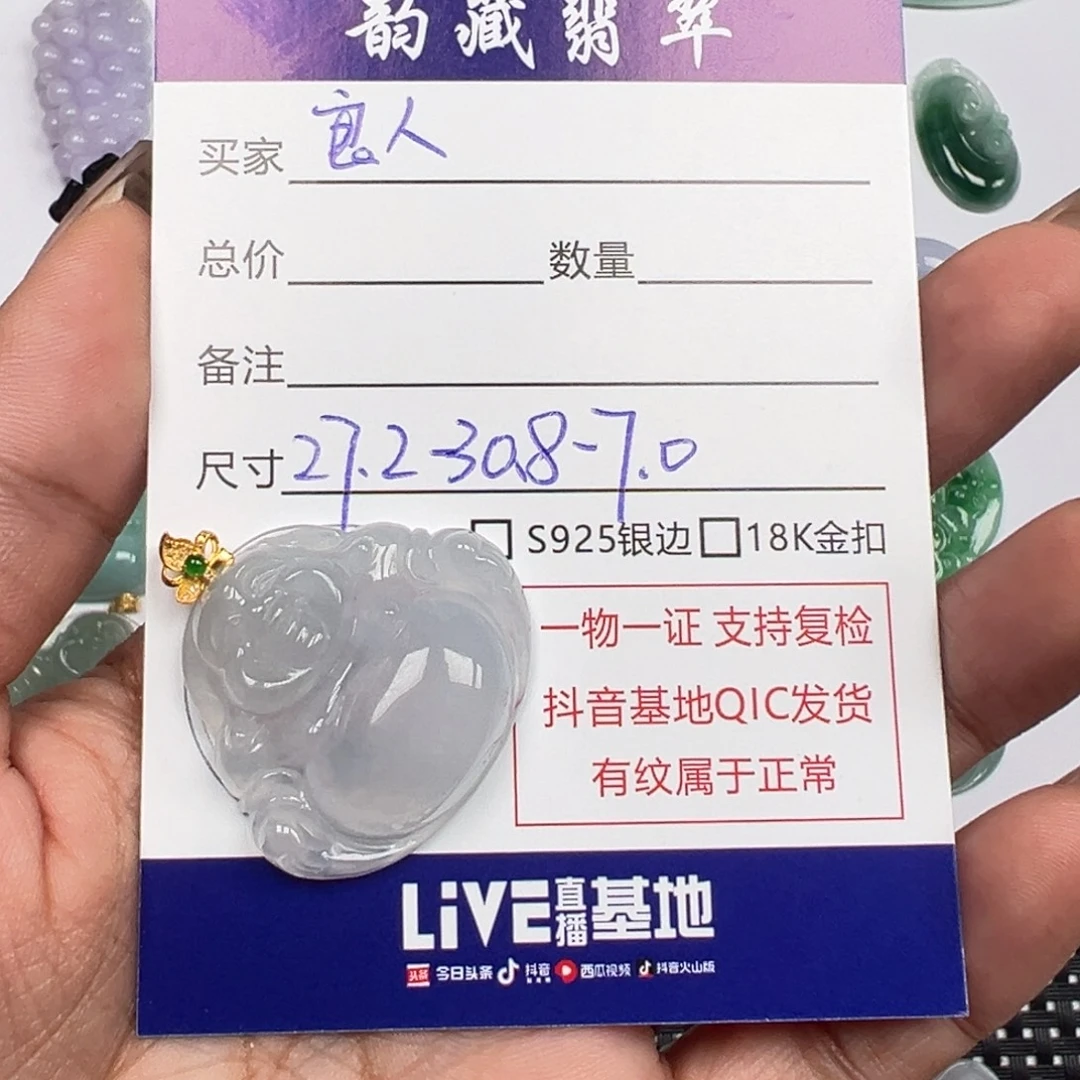 韵藏翡翠
买家 良人
总价 数量
备注
尺寸 27.2-30.8-7.0
S925银边 18K金扣
一物一证 支持复检
抖音基地QIC发货
有纹属于正常
LiVE直播基地
头条 今日头条 抖音 西瓜视频 抖音火山版